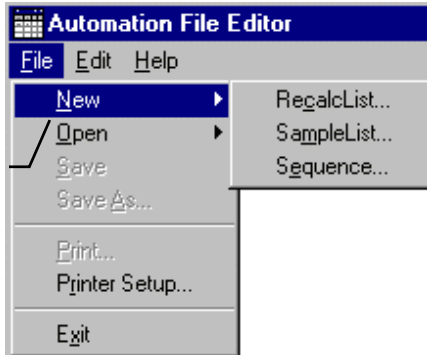 Automation File Editor
File Edit Help
New RecalcList...
Open SampleList...
Save Sequence...
Save As...
Print...
Printer Setup...
Exit